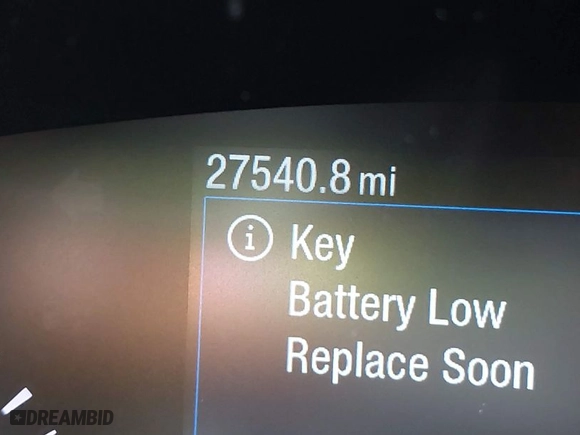 27540.8 mi
Key
Battery Low
Replace Soon
DREAMBID